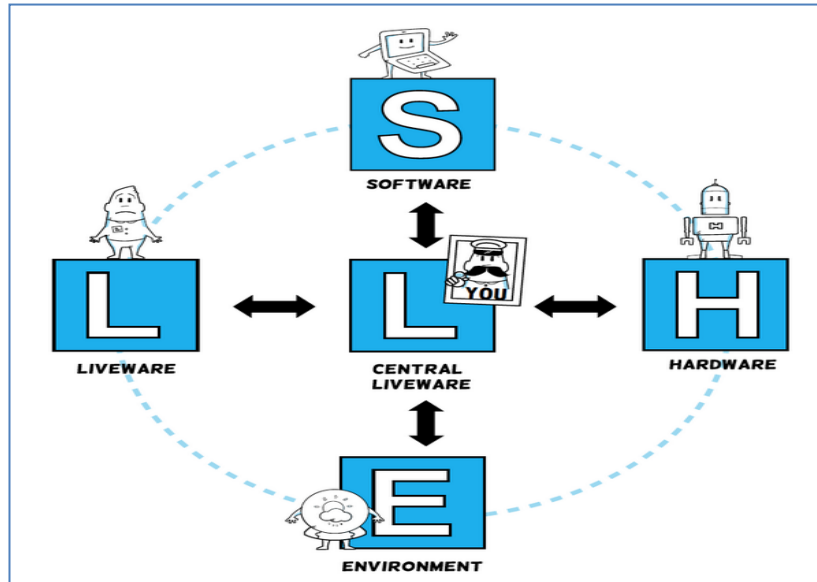 S
SOFTWARE
L
LIVEWARE
L
YOU
CENTRAL
LIVEWARE
H
H
HARDWARE
E
ENVIRONMENT